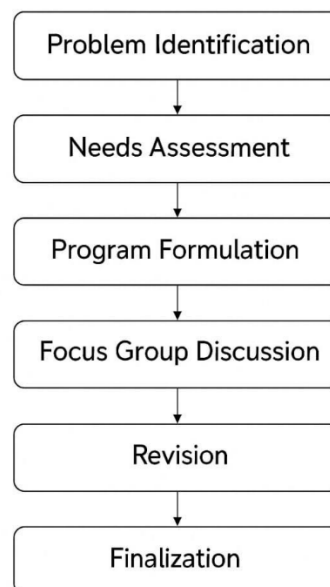 Problem Identification
Needs Assessment
Program Formulation
Focus Group Discussion
Revision
Finalization